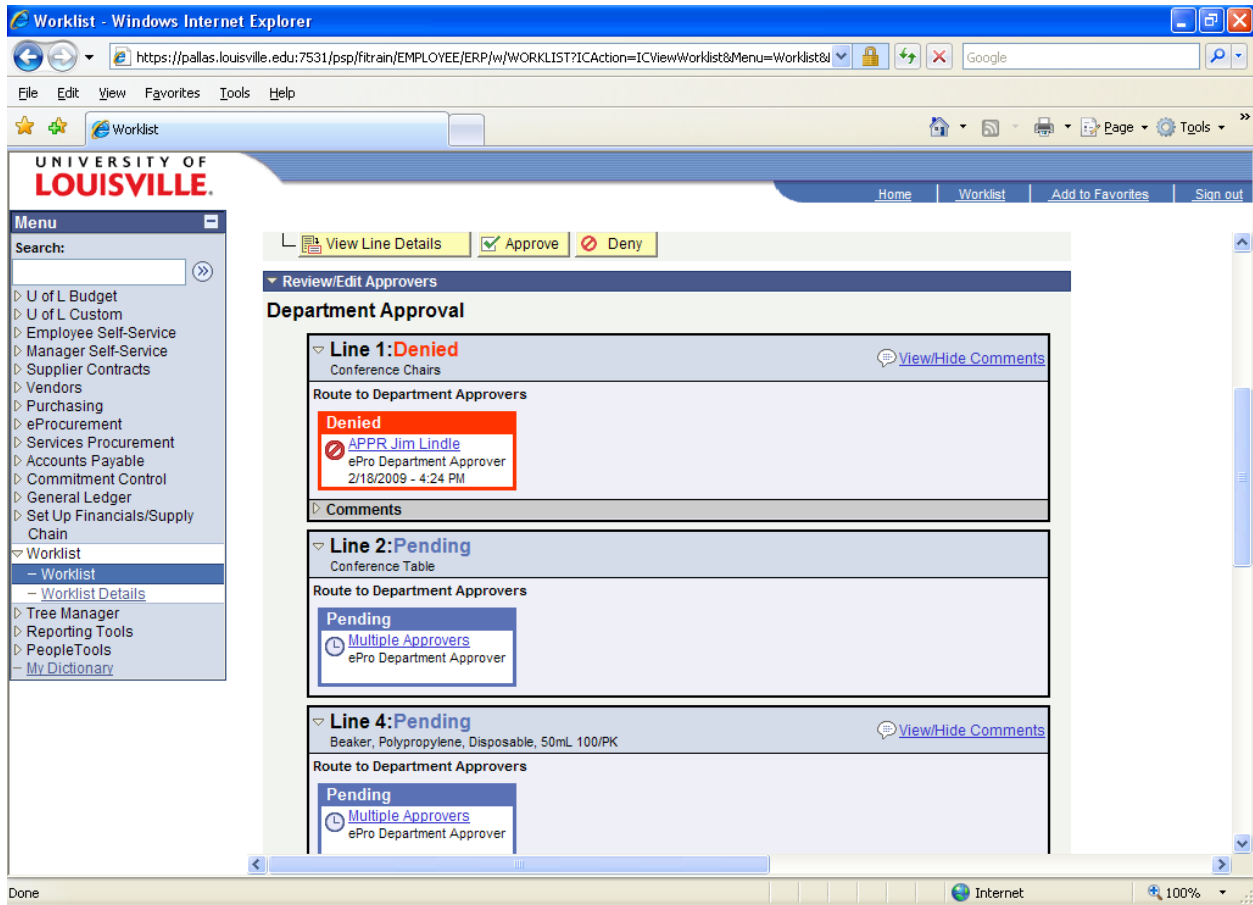 Worklist - Windows Internet Explorer
https://pallas.louisville.edu:7531/psp/fitrain/EMPLOYEE/ERP/w/WORKLIST?ICAction=ICViewWorklist&Menu=Worklist&
Google
File Edit View Favorites Tools Help
Worklist
Page Tools
UNIVERSITY OF
LOUISVILLE.
Home Worklist Add to Favorites Sign out
Menu
Search:
U of L Budget
U of L Custom
Employee Self-Service
Manager Self-Service
Supplier Contracts
Vendors
Purchasing
eProcurement
Services Procurement
Accounts Payable
Commitment Control
General Ledger
Set Up Financials/Supply
Chain
Worklist
– Worklist
– Worklist Details
Tree Manager
Reporting Tools
PeopleTools
– My Dictionary
View Line Details Approve Deny
Review/Edit Approvers
Department Approval
Line 1:Denied
View/Hide Comments
Conference Chairs
Route to Department Approvers
Denied
APPR Jim Lindle
ePro Department Approver
2/18/2009 - 4:24 PM
Comments
Line 2:Pending
Conference Table
Route to Department Approvers
Pending
Multiple Approvers
ePro Department Approver
Line 4:Pending
View/Hide Comments
Beaker, Polypropylene, Disposable, 50mL 100/PK
Route to Department Approvers
Pending
Multiple Approvers
ePro Department Approver
Done
Internet
100%